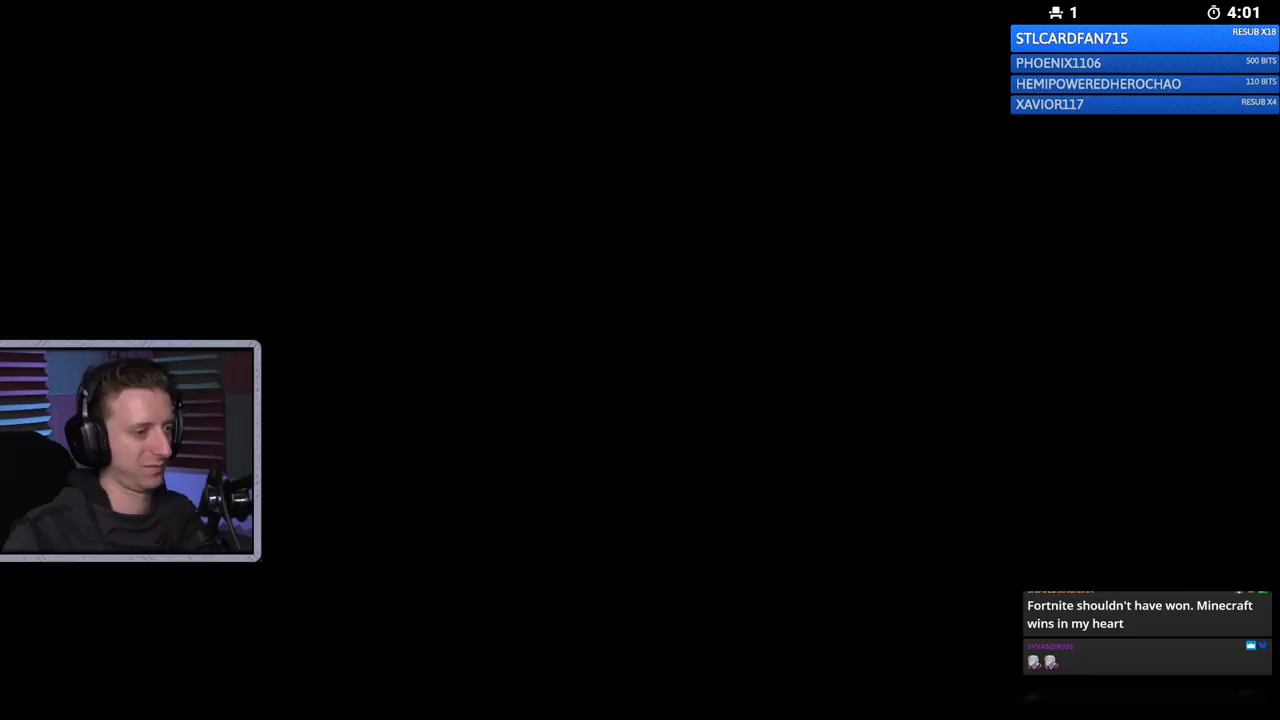 1
4:01
STLCARDFAN715 RESUB X18
PHOENIX1106 500 BITS
HEMIPOWEREDHEROCHAO 110 BITS
XAVIOR117 RESUB X4
Fortnite shouldn't have won. Minecraft
wins in my heart
SYVANDRIUS